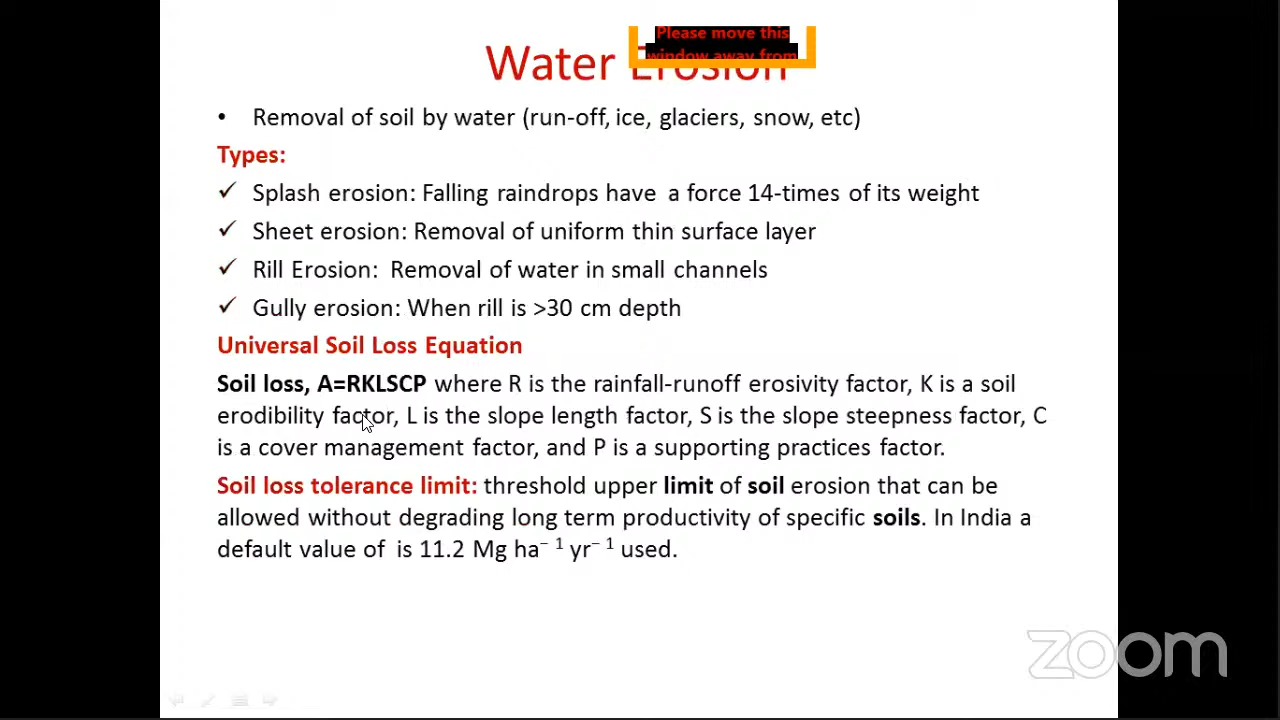 Please move this
window away from
Water Erosion
• Removal of soil by water (run-off, ice, glaciers, snow, etc)
Types:
✓ Splash erosion: Falling raindrops have a force 14-times of its weight
✓ Sheet erosion: Removal of uniform thin surface layer
✓ Rill Erosion: Removal of water in small channels
✓ Gully erosion: When rill is >30 cm depth
Universal Soil Loss Equation
Soil loss, A=RKLSCP where R is the rainfall-runoff erosivity factor, K is a soil
erodibility factor, L is the slope length factor, S is the slope steepness factor, C
is a cover management factor, and P is a supporting practices factor.
Soil loss tolerance limit: threshold upper limit of soil erosion that can be
allowed without degrading long term productivity of specific soils. In India a
default value of is 11.2 Mg ha⁻ ¹ yr⁻ ¹ used.
zoom